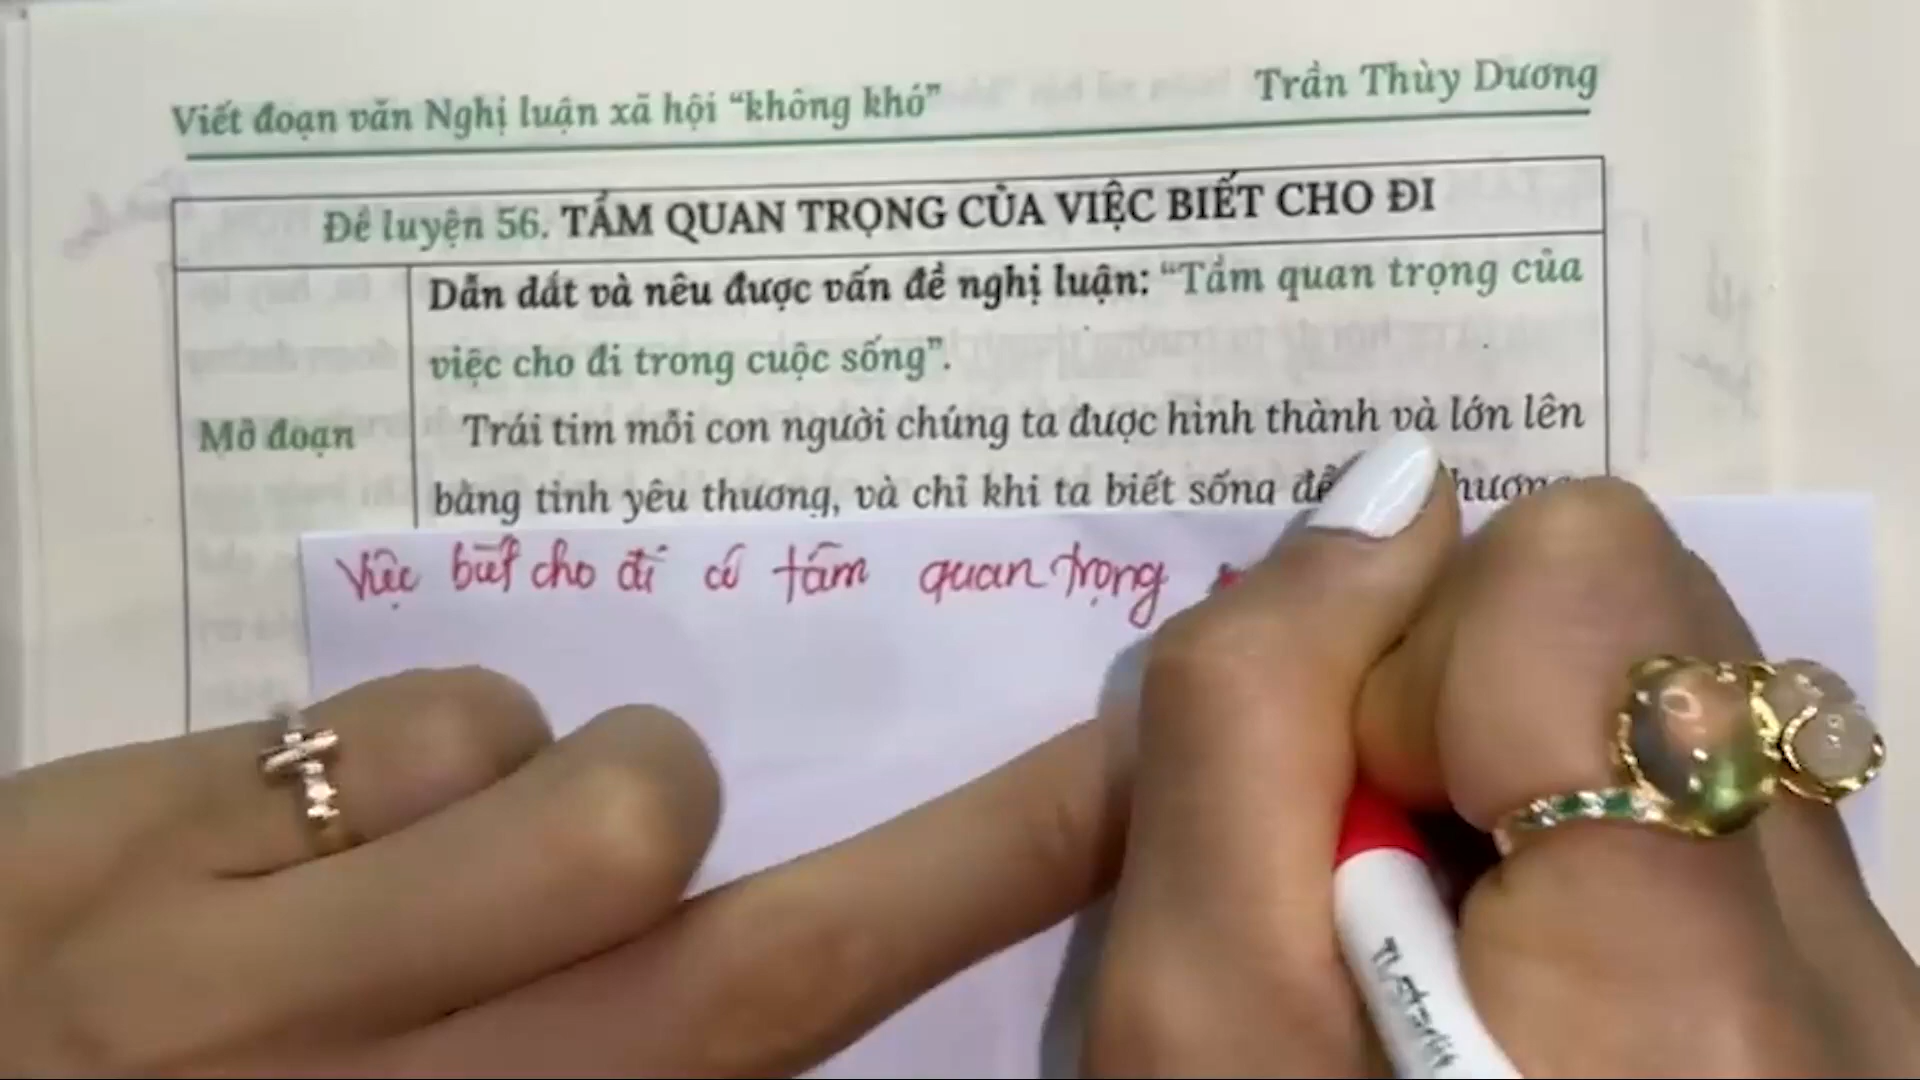 Viết đoạn văn Nghị luận xã hội “không khó”
Trần Thùy Dương
Đề luyện 56. TẦM QUAN TRỌNG CỦA VIỆC BIẾT CHO ĐI
Dẫn dắt và nêu được vấn đề nghị luận: “Tầm quan trọng của
việc cho đi trong cuộc sống”.
Mở đoạn
Trái tim mỗi con người chúng ta được hình thành và lớn lên
bằng tình yêu thương, và chỉ khi ta biết sống để
Việc biết cho đi có tầm quan trọng